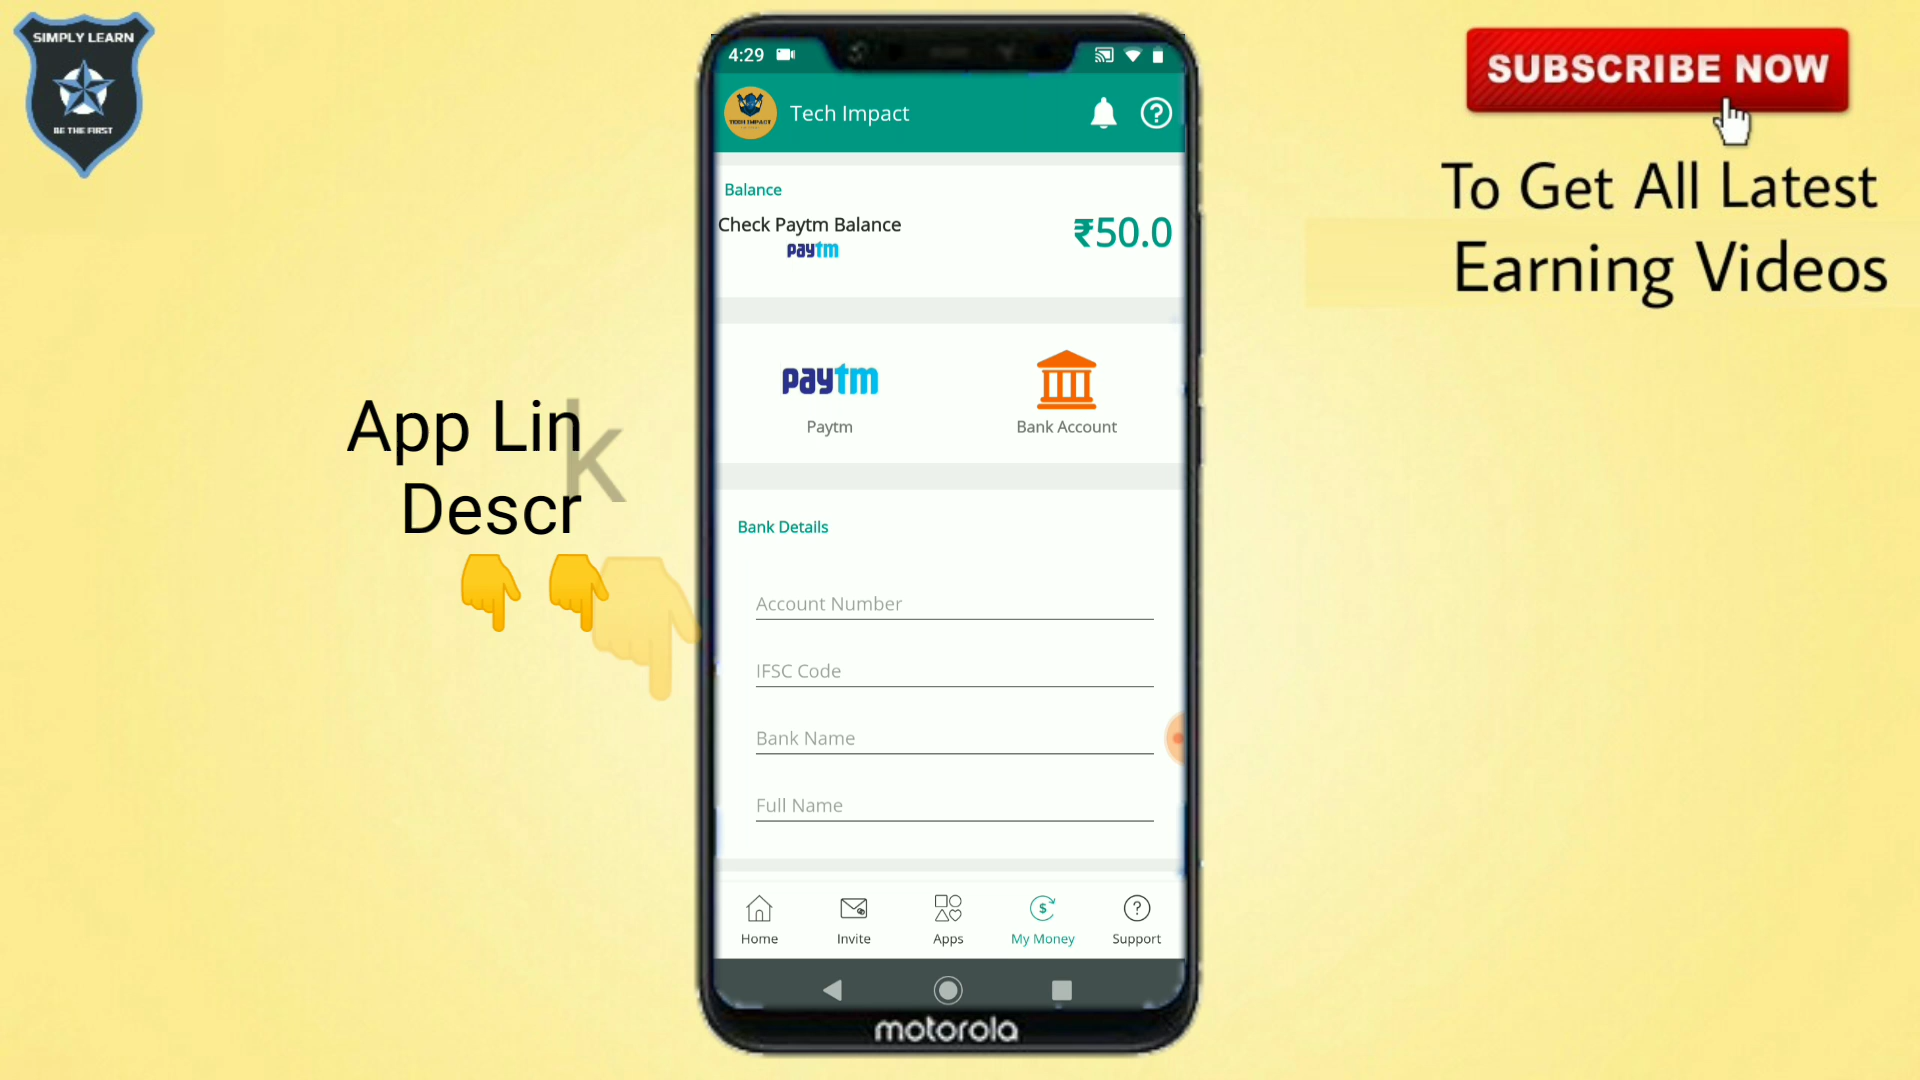 SIMPLY LEARN
BE THE FIRST
SUBSCRIBE NOW
To Get All Latest
Earning Videos
App Link
Descr
4:29
TECH IMPACT
Tech Impact
Balance
Check Paytm Balance
paytm
₹50.0
paytm
Paytm
Bank Account
Bank Details
Account Number
IFSC Code
Bank Name
Full Name
Home
Invite
Apps
My Money
Support
motorola